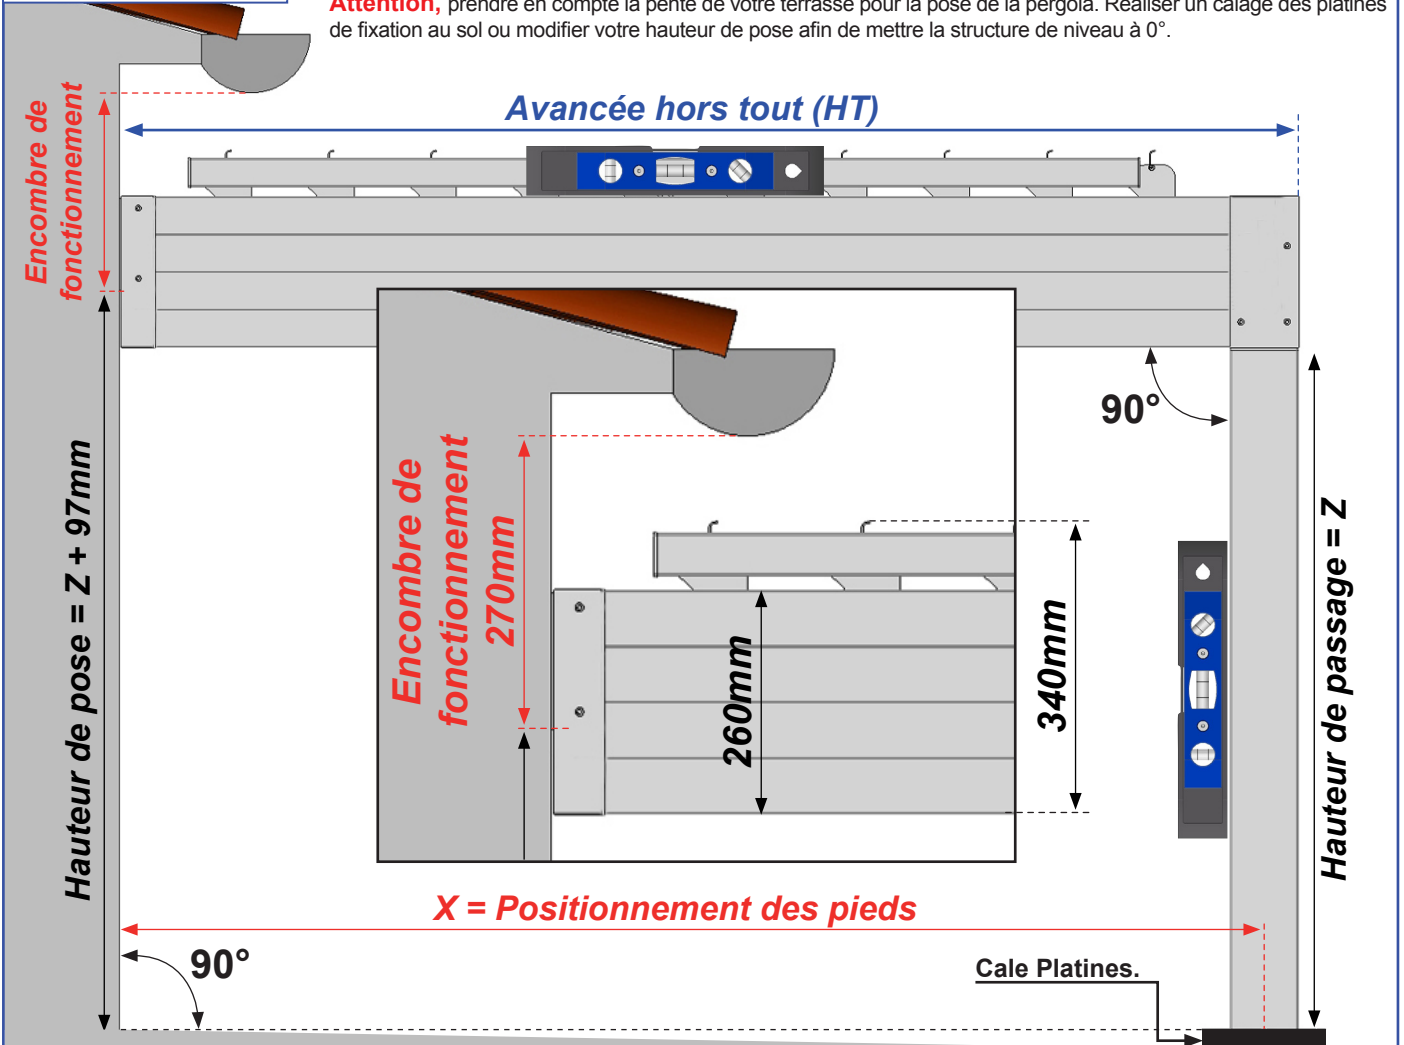 Attention, prendre en compte la pente de votre terrasse pour la pose de la pergola. Réaliser un calage des platines
de fixation au sol ou modifier votre hauteur de pose afin de mettre la structure de niveau à 0°.
Avancée hors tout (HT)
Encombre de
fonctionnement
90°
Encombre de
fonctionnement
270mm
260mm
340mm
Hauteur de pose = Z + 97mm
Hauteur de passage = Z
X = Positionnement des pieds
90°
Cale Platines.